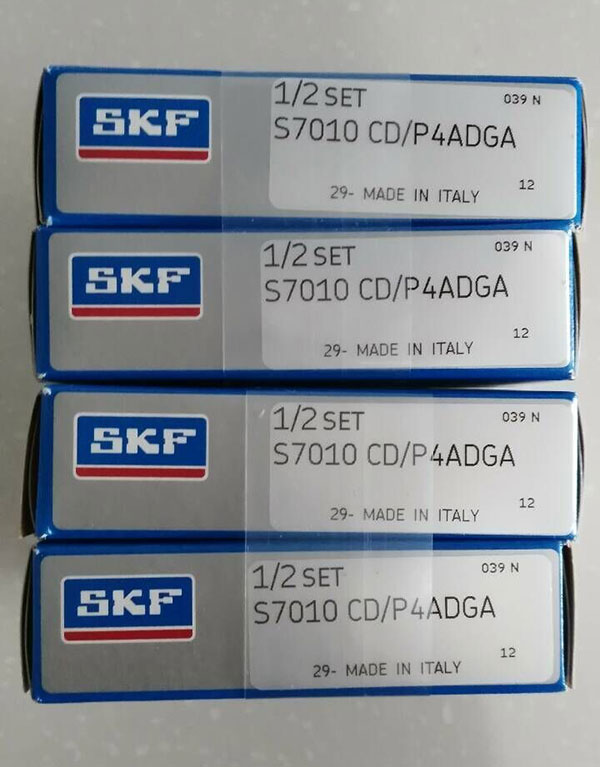 SKF
1/2 SET 039 N
S7010 CD/P4ADGA
29- MADE IN ITALY 12
SKF
1/2 SET 039 N
S7010 CD/P4ADGA
29- MADE IN ITALY 12
SKF
1/2 SET 039 N
S7010 CD/P4ADGA
29- MADE IN ITALY 12
SKF
1/2 SET 039 N
S7010 CD/P4ADGA
29- MADE IN ITALY 12